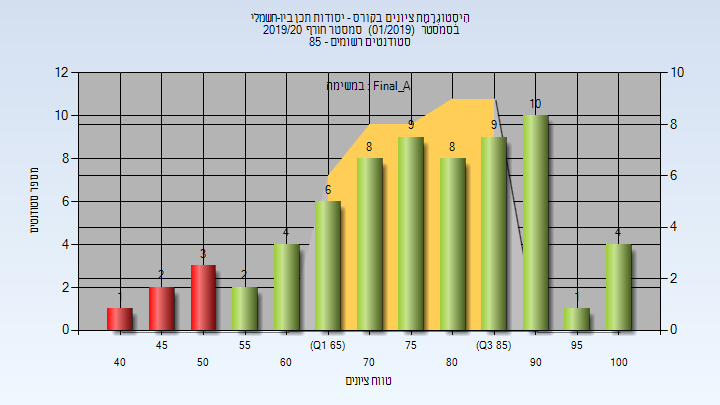 היסטוגרמת ציונים בקורס - יסודות תכן ביו-חשמלי
בסמסטר (01/2019) סמסטר חורף 2019/20
סטודנטים רשומים - 85
במשימה : Final_A
12 10 8 6 4 2 0
מספר סטודנטים
10 8 6 4 2 0
1 2 3 2 4 6 8 9 8 9 10 1 4
45 55 (Q1 65) 75 (Q3 85) 95
40 50 60 70 80 90 100
טווח ציונים